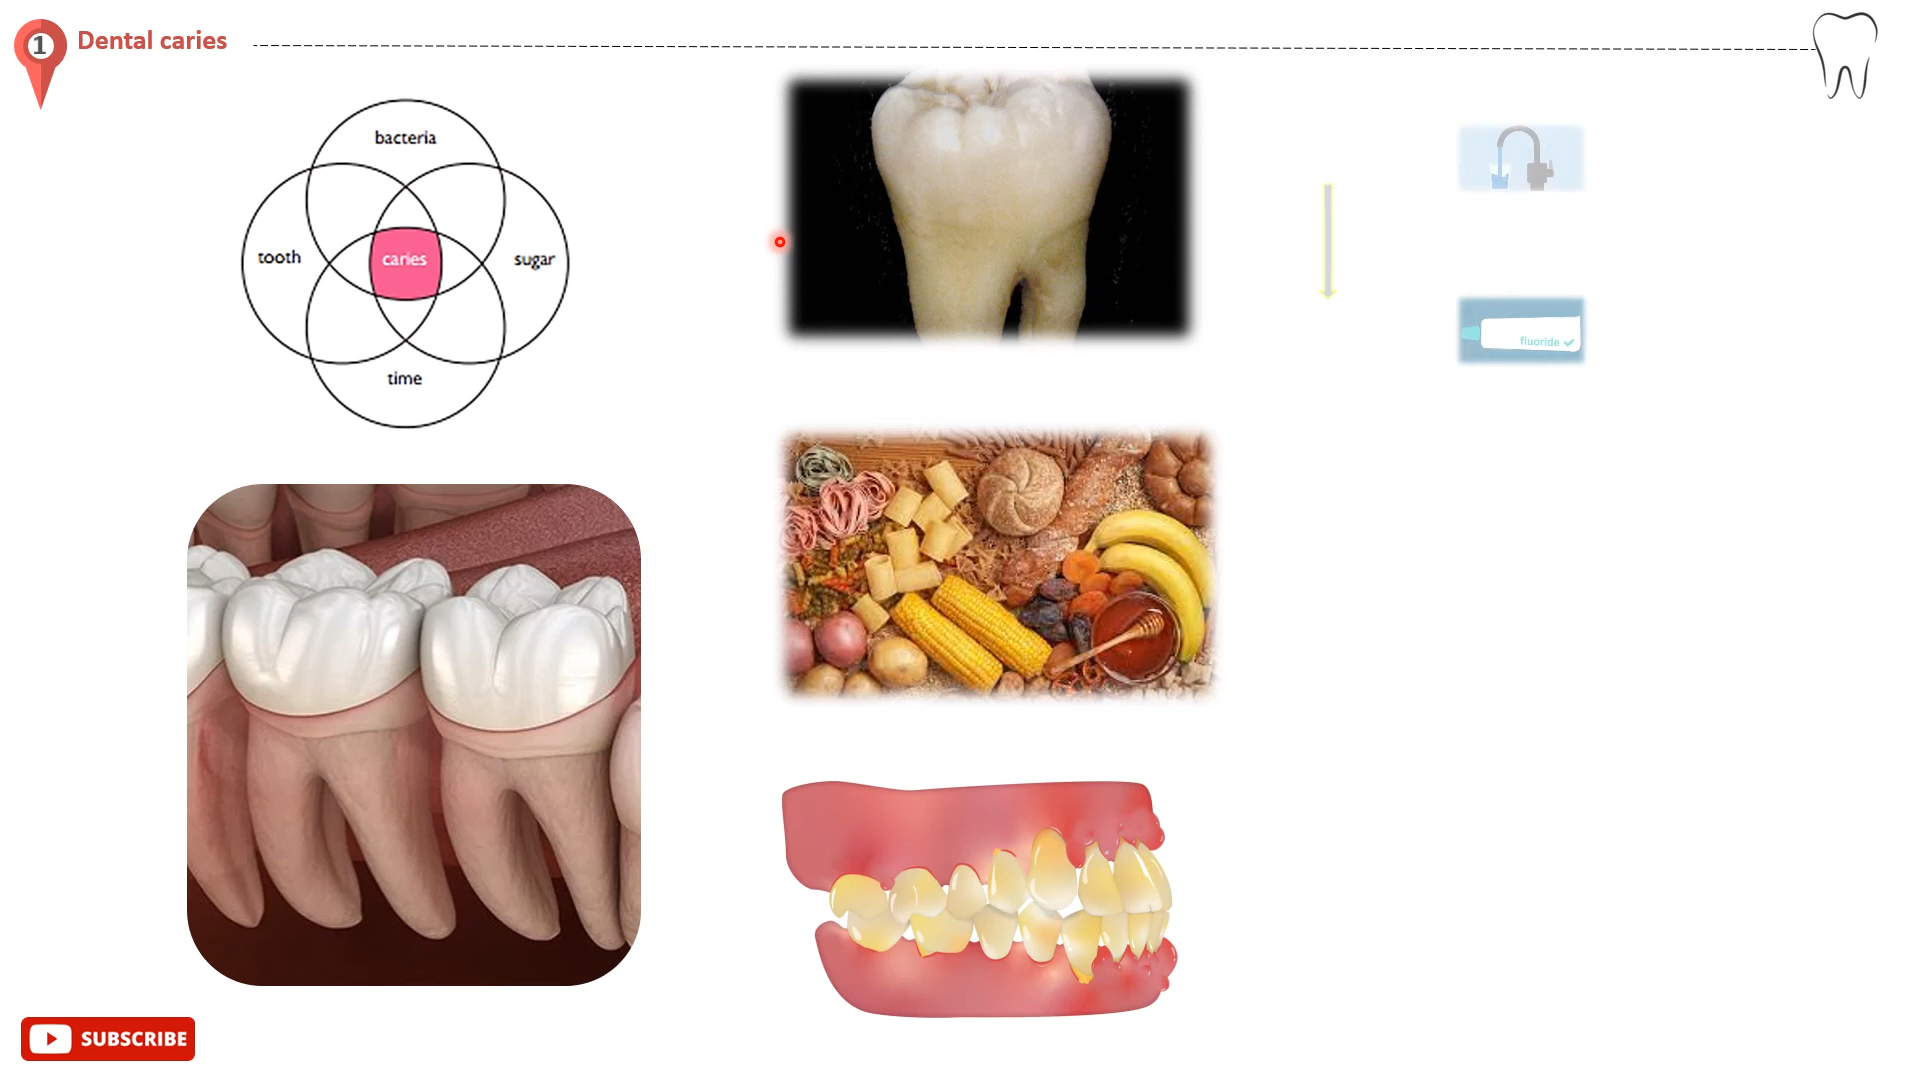 1
Dental caries
bacteria
tooth
caries
sugar
time
fluoride
SUBSCRIBE